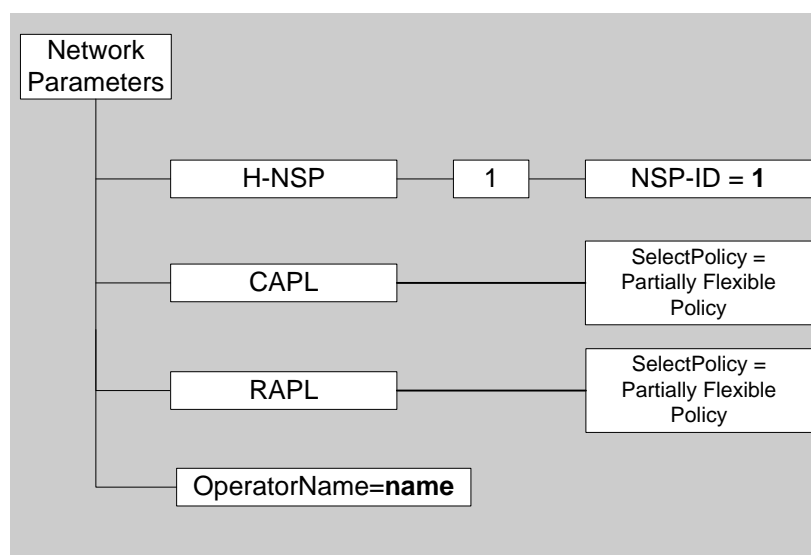 Network
Parameters
H-NSP
1
NSP-ID = 1
CAPL
SelectPolicy =
Partially Flexible
Policy
RAPL
SelectPolicy =
Partially Flexible
Policy
OperatorName=name